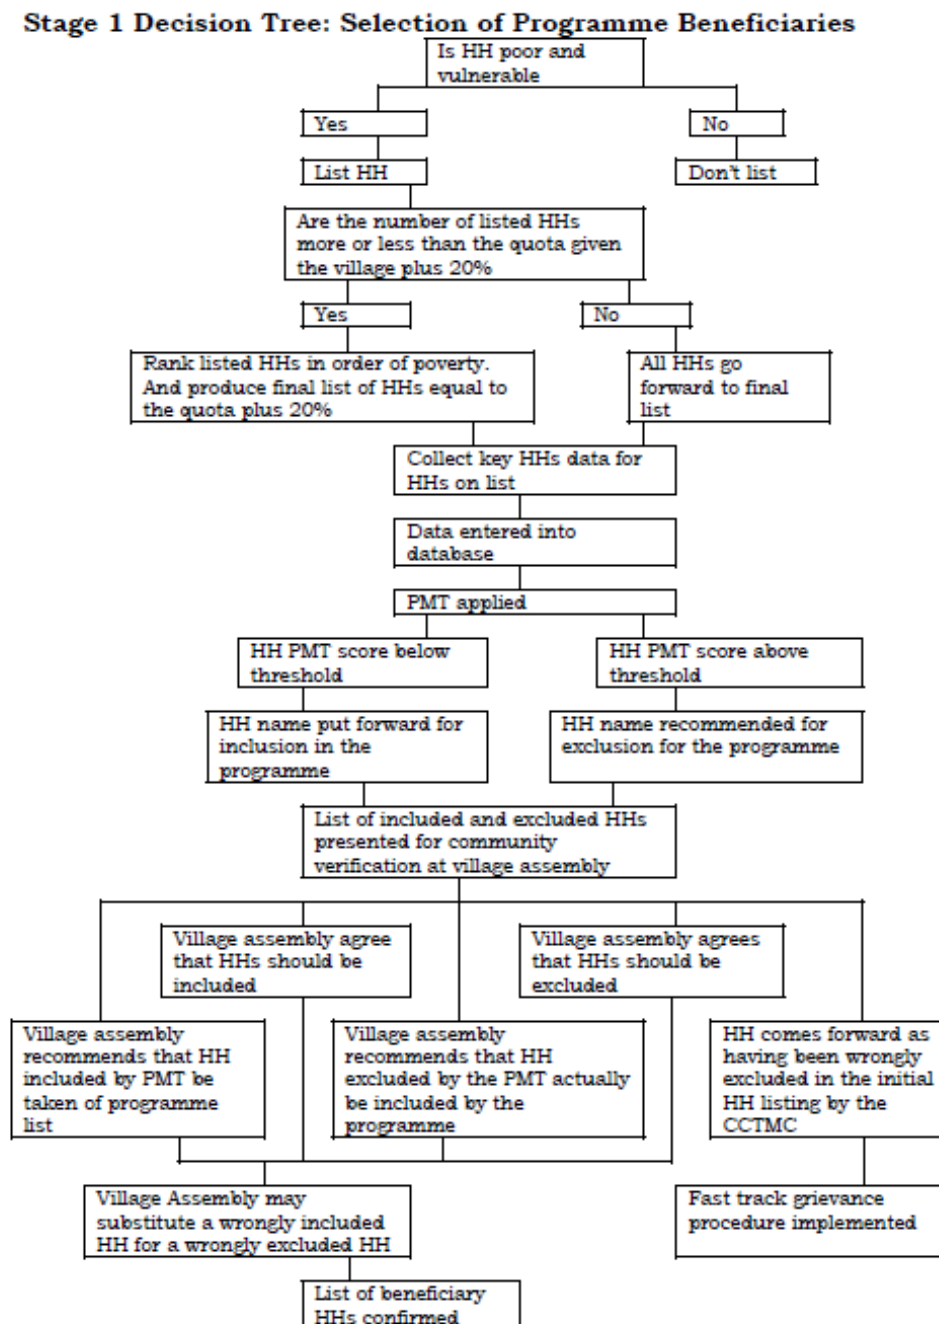 Stage 1 Decision Tree: Selection of Programme Beneficiaries
Is HH poor and
vulnerable
Yes
No
List HH
Don't list
Are the number of listed HHs
more or less than the quota given
the village plus 20%
Yes
No
Rank listed HHs in order of poverty.
And produce final list of HHs equal to
the quota plus 20%
All HHs go
forward to final
list
Collect key HHs data for
HHs on list
Data entered into
database
PMT applied
HH PMT score below
threshold
HH PMT score above
threshold
HH name put forward for
inclusion in the
programme
HH name recommended for
exclusion for the programme
List of included and excluded HHs
presented for community
verification at village assembly
Village assembly agree
that HHs should be
included
Village assembly agrees
that HHs should be
excluded
Village assembly
recommends that HH
included by PMT be
taken of programme
list
Village assembly
recommends that HH
excluded by the PMT actually
be included by the
programme
HH comes forward as
having been wrongly
excluded in the initial
HH listing by the
CCTMC
Village Assembly may
substitute a wrongly included
HH for a wrongly excluded HH
Fast track grievance
procedure implemented
List of beneficiary
HHs confirmed